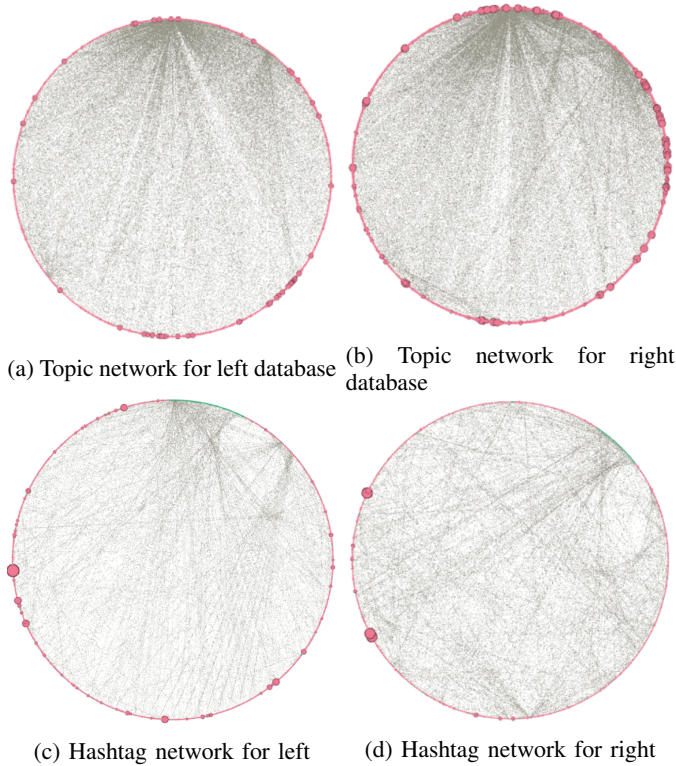 (a) Topic network for left database
(b) Topic network for right
database
(c) Hashtag network for left
(d) Hashtag network for right